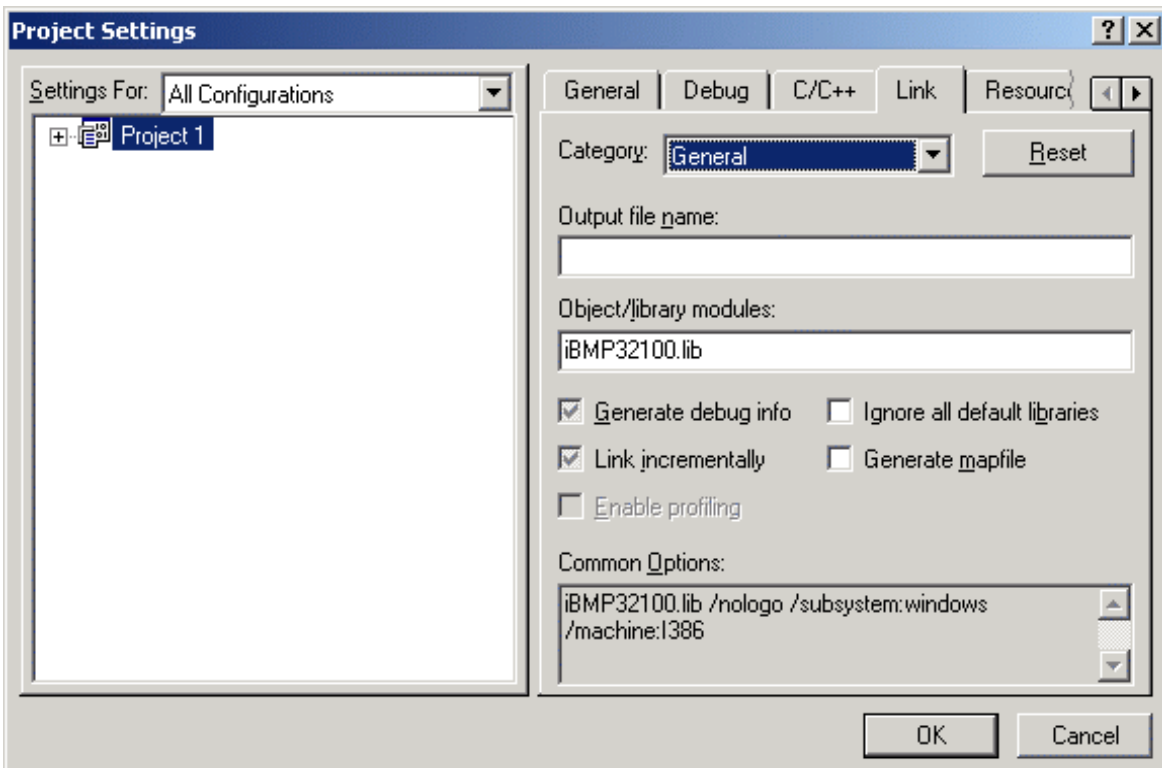 Project Settings
Settings For: All Configurations
Project 1
General Debug C/C++ Link Resourc
Category: General Reset
Output file name:
Object/library modules:
iBMP32100.lib
Generate debug info Ignore all default libraries
Link incrementally Generate mapfile
Enable profiling
Common Options:
iBMP32100.lib /nologo /subsystem:windows
/machine:I386
OK Cancel